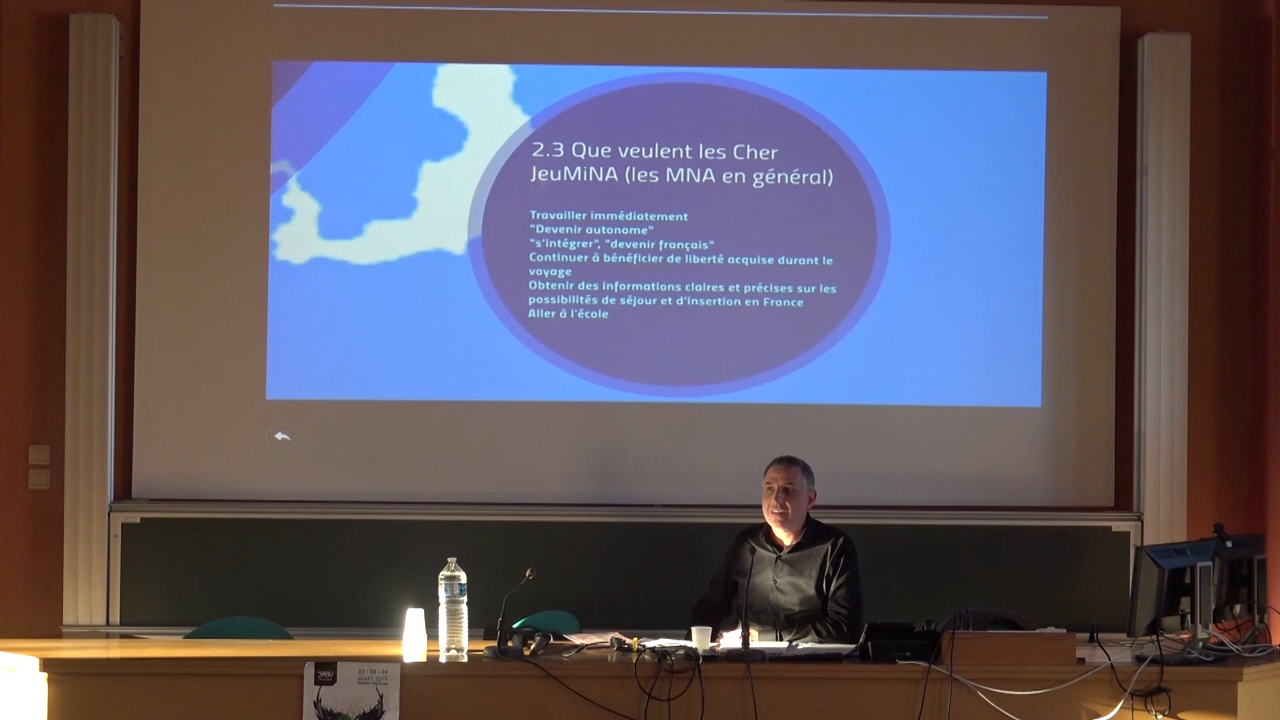 2.3 Que veulent les Cher
JeuMiNA (les MNA en général)
Travailler immédiatement
"Devenir autonome"
"s'intégrer", "devenir français"
Continuer à bénéficier de liberté acquise durant le
voyage
Obtenir des informations claires et précises sur les
possibilités de séjour et d'insertion en France
Aller à l'école